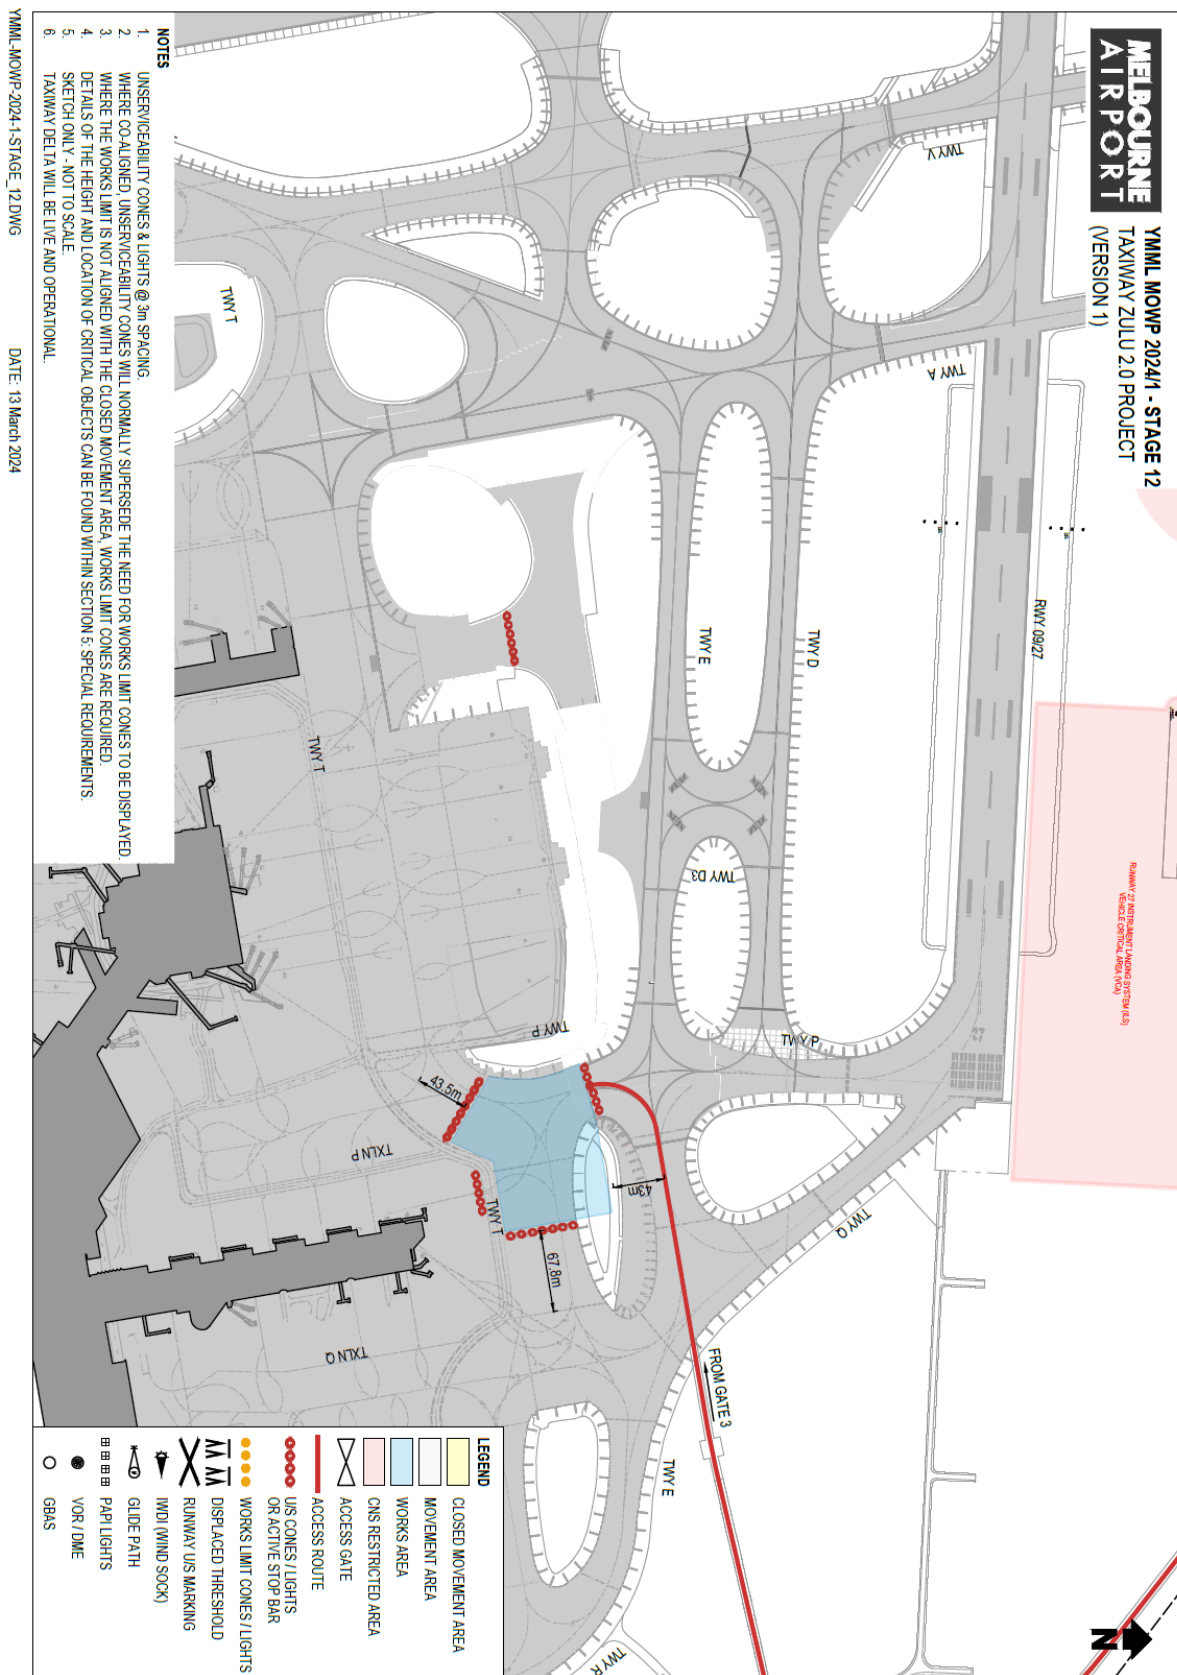 MELBOURNE
AIRPORT
YMML MOWP 2024/1 - STAGE 12
TAXIWAY ZULU 2.0 PROJECT
(VERSION 1)
RWY 09/27
RUNWAY 27 INSTRUMENT LANDING SYSTEM (ILS)
VEHICLE CRITICAL AREA (VCA)
TWY V
TWY A
TWY D
TWY E
TWY D3
TWY P
TWY Q
TWY P
TWY T
TWY T
43.5m
TXLN P
TWY T
43m
67.8m
TXLN Q
FROM GATE 3
TWY E
TWY R
N
LEGEND
CLOSED MOVEMENT AREA
MOVEMENT AREA
WORKS AREA
CNS RESTRICTED AREA
ACCESS GATE
ACCESS ROUTE
U/S CONES / LIGHTS
OR ACTIVE STOP BAR
WORKS LIMIT CONES / LIGHTS
DISPLACED THRESHOLD
RUNWAY U/S MARKING
IWDI (WIND SOCK)
GLIDE PATH
PAPI LIGHTS
VOR / DME
GBAS
NOTES
1. UNSERVICEABILITY CONES & LIGHTS @ 3m SPACING.
2. WHERE CO-ALIGNED, UNSERVICEABILITY CONES WILL NORMALLY SUPERSEDE THE NEED FOR WORKS LIMIT CONES TO BE DISPLAYED.
3. WHERE THE WORKS LIMIT IS NOT ALIGNED WITH THE CLOSED MOVEMENT AREA, WORKS LIMIT CONES ARE REQUIRED.
4. DETAILS OF THE HEIGHT AND LOCATION OF CRITICAL OBJECTS CAN BE FOUND WITHIN SECTION 5: SPECIAL REQUIREMENTS.
5. SKETCH ONLY - NOT TO SCALE.
6. TAXIWAY DELTA WILL BE LIVE AND OPERATIONAL.
YMML-MOWP-2024-1-STAGE_12.DWG DATE: 13 March 2024